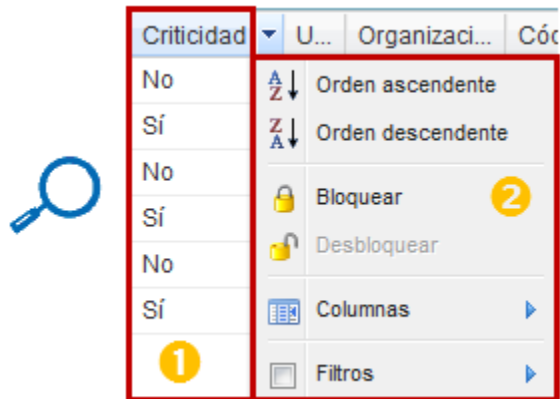 Criticidad U... Organizaci... Cód
No
Orden ascendente
Sí
Orden descendente
No
Bloquear 2
Sí
Desbloquear
No
Sí
Columnas
1
Filtros